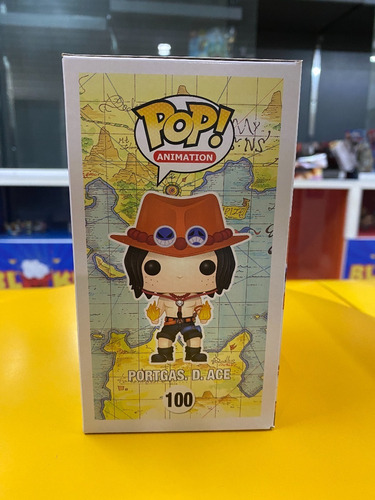 POP!
ANIMATION
PORTGAS. D. ACE
100